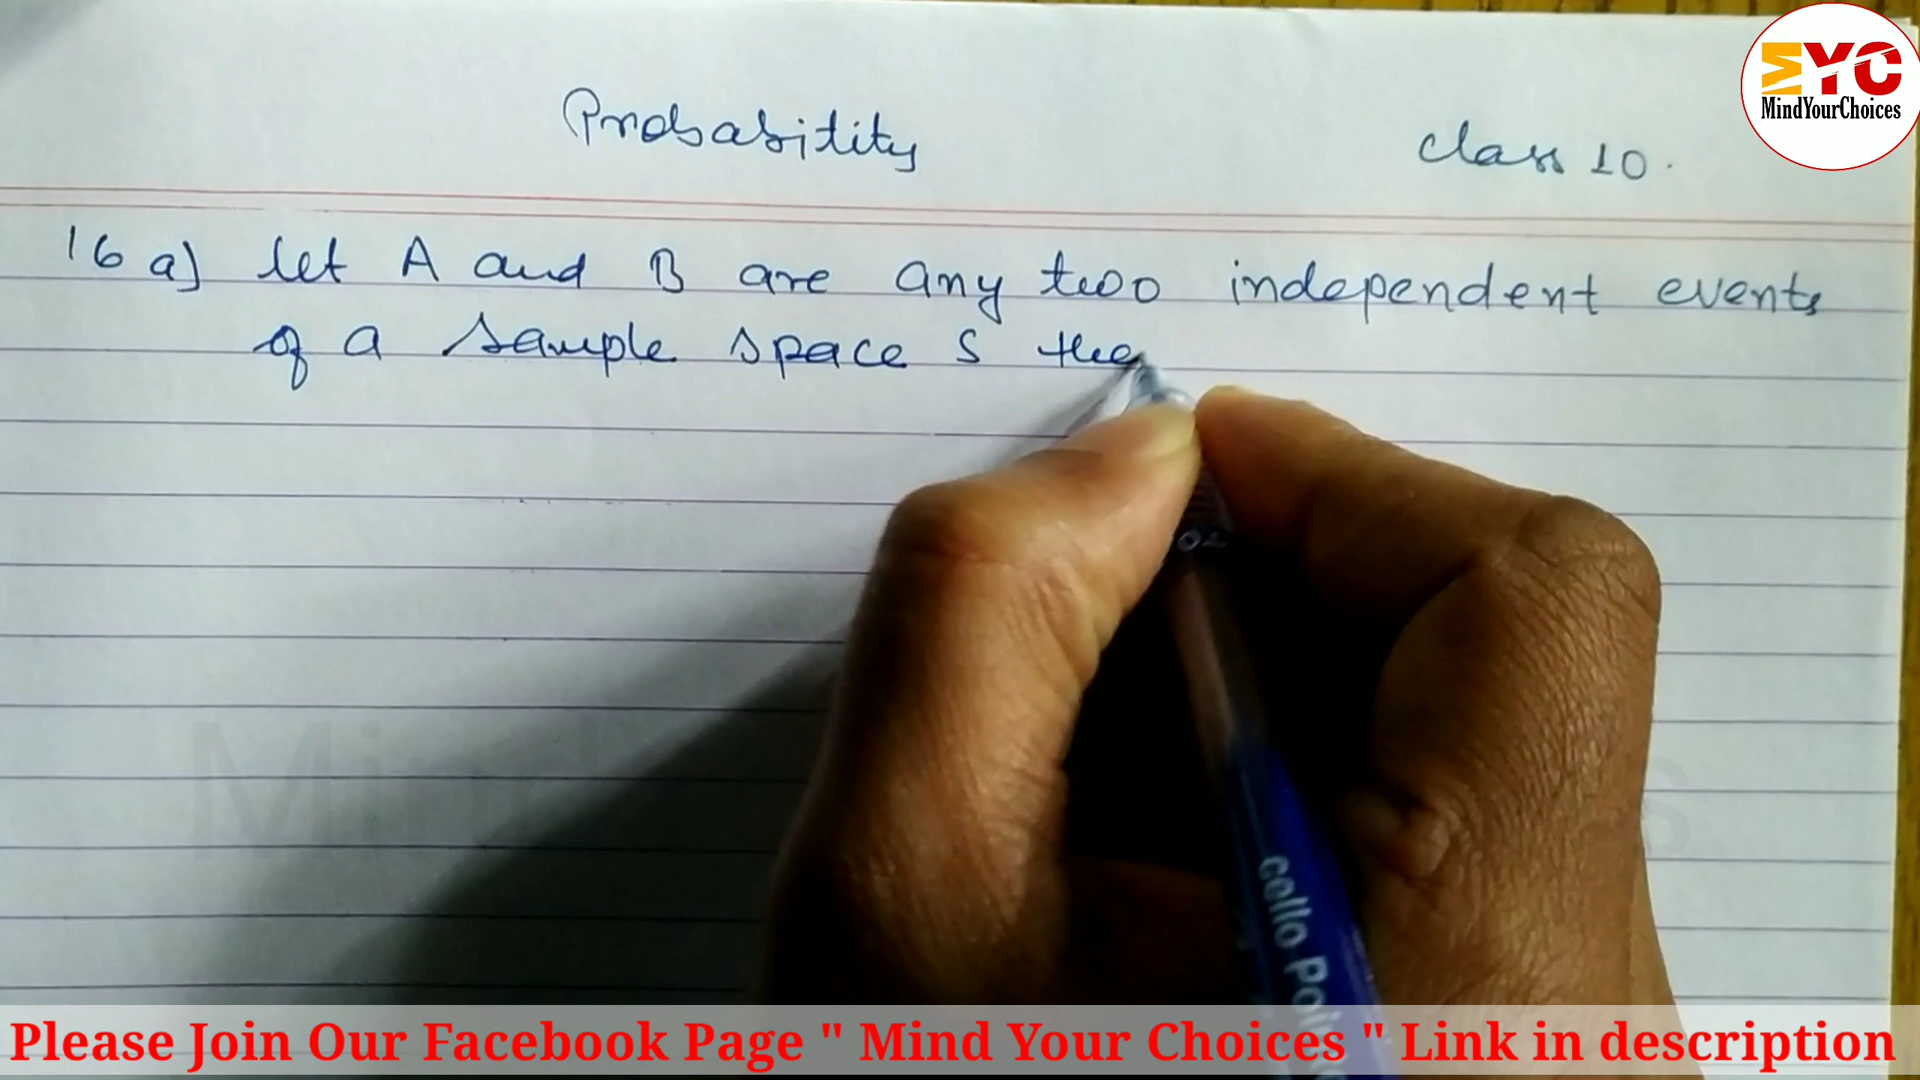 MYC
MindYourChoices
Probability
class 10.
16 a) let A and B are any two independent events
of a sample space S the
cello Poi
Please Join Our Facebook Page " Mind Your Choices " Link in description